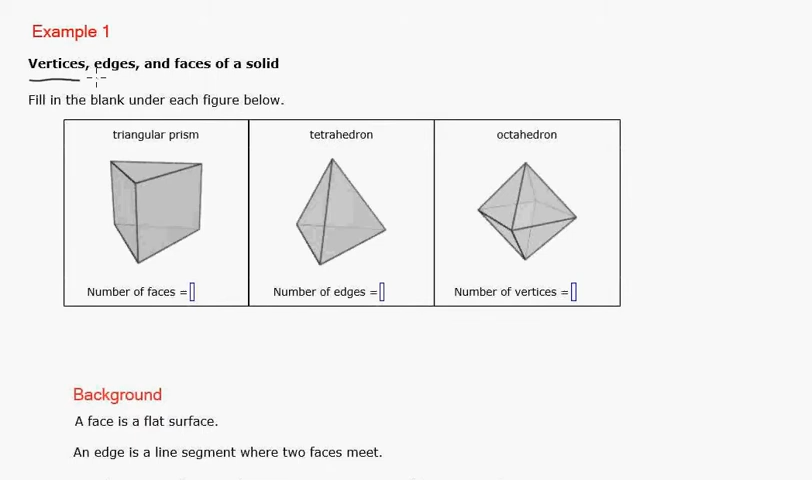 Example 1
Vertices, edges, and faces of a solid
Fill in the blank under each figure below.
triangular prism
tetrahedron
octahedron
Number of faces =
Number of edges =
Number of vertices =
Background
A face is a flat surface.
An edge is a line segment where two faces meet.